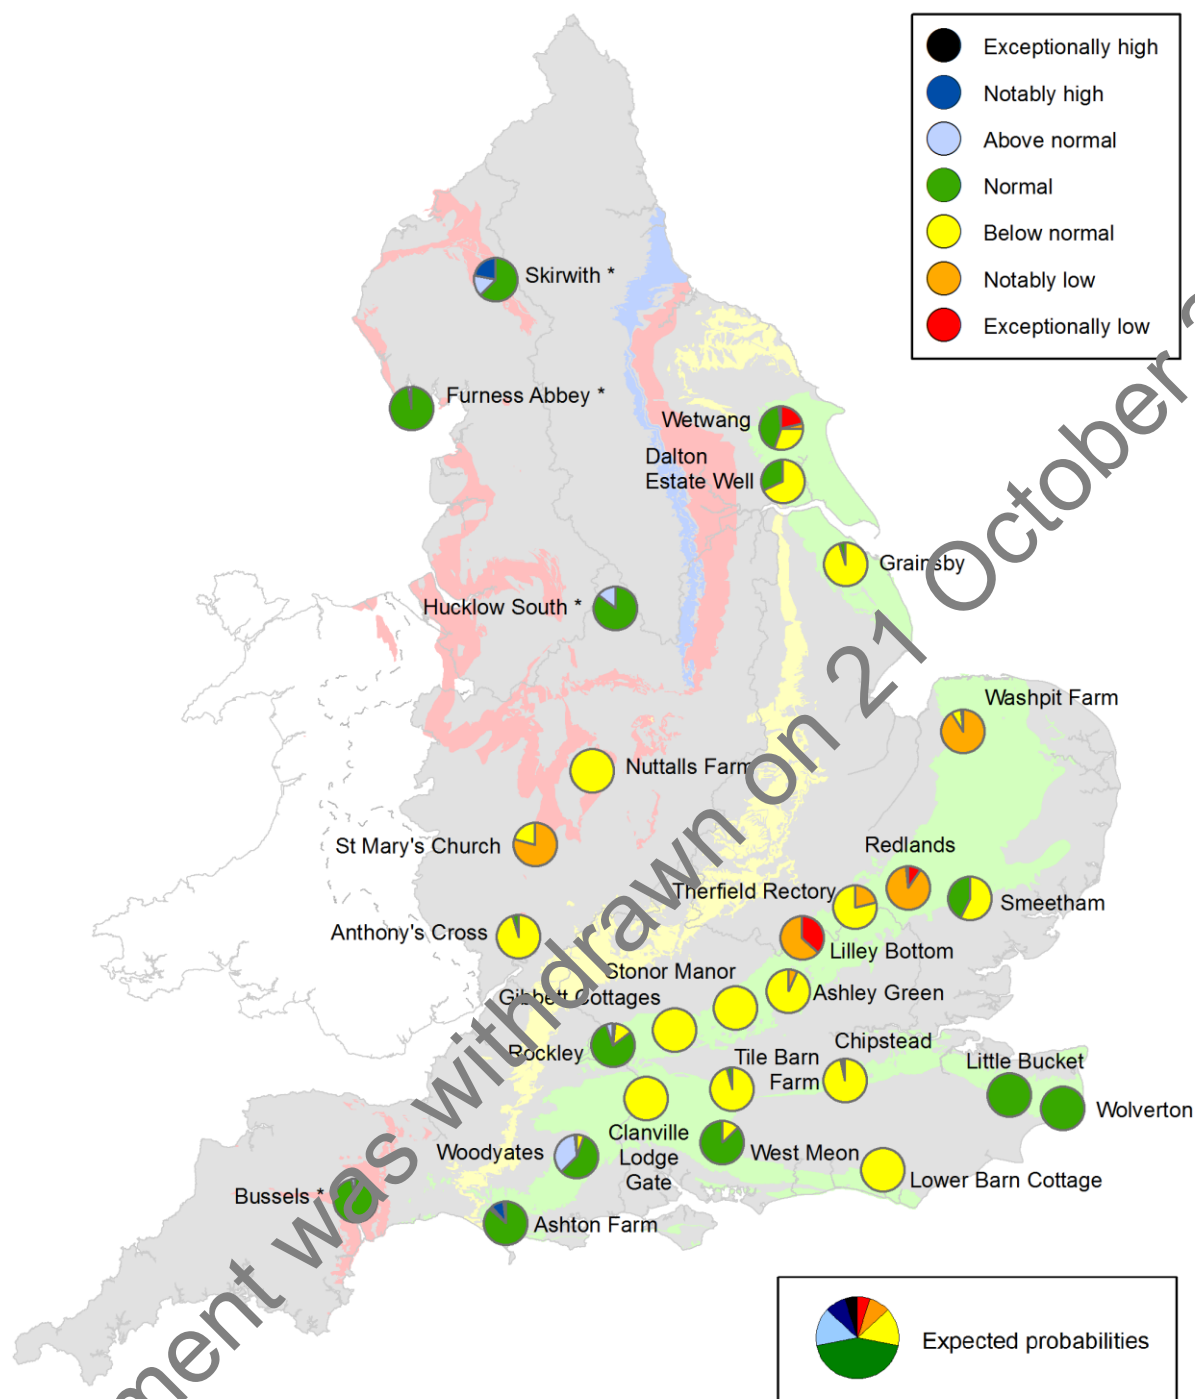 Exceptionally high
Notably high
Above normal
Normal
Below normal
Notably low
Exceptionally low
Skirwith *
Furness Abbey *
Wetwang
Dalton
Estate Well
Grainsby
Hucklow South *
Washpit Farm
Nuttalls Farm
St Mary's Church
Redlands
Therfield Rectory
Smeetham
Anthony's Cross
Lilley Bottom
Stonor Manor
Ashley Green
Gibbett Cottages
Rockley
Chipstead
Tile Barn
Farm
Little Bucket
Wolverton
Clanville
Lodge
Gate
Woodyates
West Meon
Lower Barn Cottage
Bussels *
Ashton Farm
Expected probabilities
ment was withdrawn on 21 October